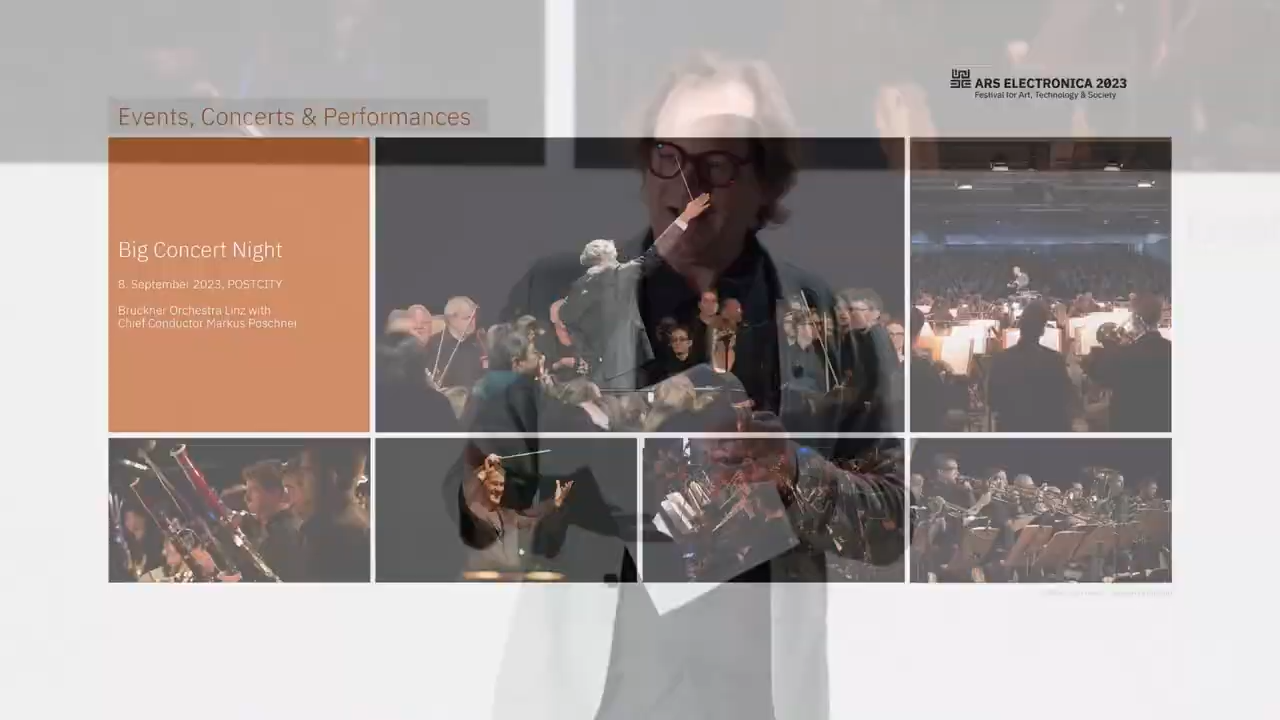 ARS ELECTRONICA 2023
Festival for Art, Technology & Society
Events, Concerts & Performances
Big Concert Night
8. September 2023, POSTCITY
Bruckner Orchestra Linz with
Chief Conductor Markus Poschner